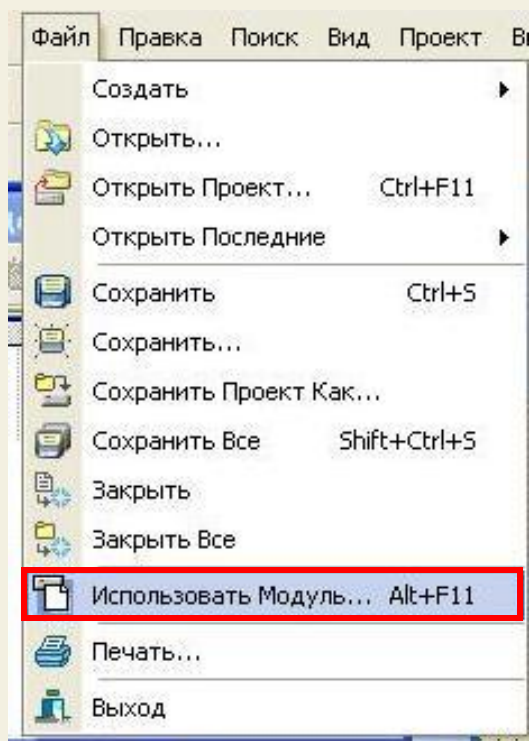 Файл Правка Поиск Вид Проект
Создать
Открыть...
Открыть Проект... Ctrl+F11
Открыть Последние
Сохранить Ctrl+S
Сохранить...
Сохранить Проект Как...
Сохранить Все Shift+Ctrl+S
Закрыть
Закрыть Все
Использовать Модуль... Alt+F11
Печать...
Выход